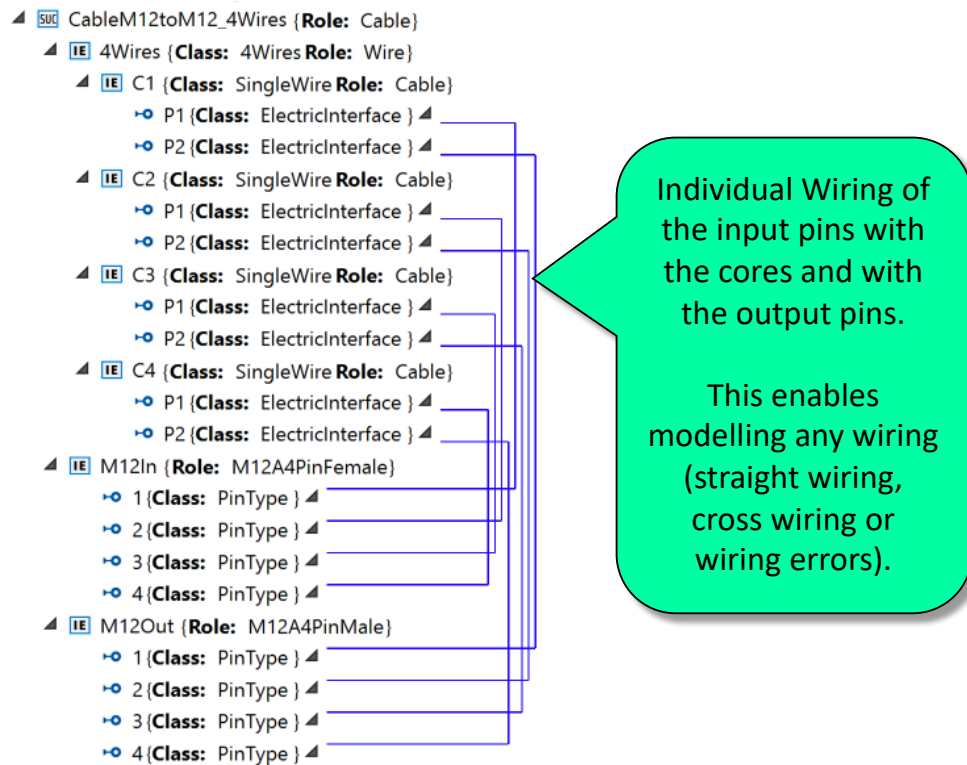 SUC CableM12toM12_4Wires {Role: Cable}
IE 4Wires {Class: 4Wires Role: Wire}
IE C1 {Class: SingleWire Role: Cable}
P1 {Class: ElectricInterface }
P2 {Class: ElectricInterface }
IE C2 {Class: SingleWire Role: Cable}
P1 {Class: ElectricInterface }
P2 {Class: ElectricInterface }
IE C3 {Class: SingleWire Role: Cable}
P1 {Class: ElectricInterface }
P2 {Class: ElectricInterface }
IE C4 {Class: SingleWire Role: Cable}
P1 {Class: ElectricInterface }
P2 {Class: ElectricInterface }
IE M12In {Role: M12A4PinFemale}
1 {Class: PinType }
2 {Class: PinType }
3 {Class: PinType }
4 {Class: PinType }
IE M12Out {Role: M12A4PinMale}
1 {Class: PinType }
2 {Class: PinType }
3 {Class: PinType }
4 {Class: PinType }
Individual Wiring of
the input pins with
the cores and with
the output pins.
This enables
modelling any wiring
(straight wiring,
cross wiring or
wiring errors).